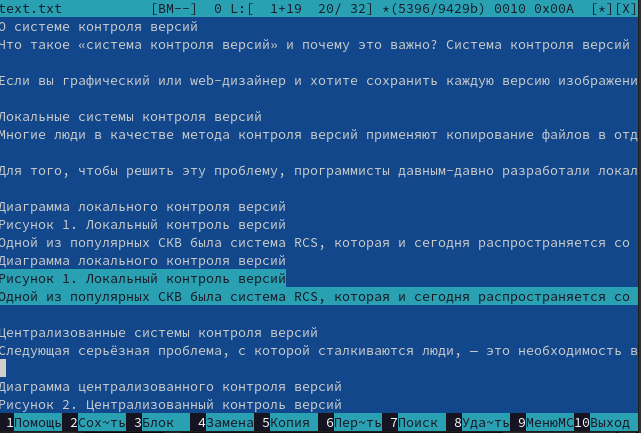 text.txt [BM--] 0 L:[ 1+19 20/ 32] *(5396/9429b) 0010 0x00A [*][X]
О системе контроля версий
Что такое «система контроля версий» и почему это важно? Система контроля версий
Если вы графический или web-дизайнер и хотите сохранить каждую версию изображени
Локальные системы контроля версий
Многие люди в качестве метода контроля версий применяют копирование файлов в отд
Для того, чтобы решить эту проблему, программисты давным-давно разработали локал
Диаграмма локального контроля версий
Рисунок 1. Локальный контроль версий
Одной из популярных СКВ была система RCS, которая и сегодня распространяется со
Диаграмма локального контроля версий
Рисунок 1. Локальный контроль версий
Одной из популярных СКВ была система RCS, которая и сегодня распространяется со
Централизованные системы контроля версий
Следующая серьёзная проблема, с которой сталкиваются люди, — это необходимость в
Диаграмма централизованного контроля версий
Рисунок 2. Централизованный контроль версий
1Помощь 2Сох~ть 3Блок 4Замена 5Копия 6Пер~ть 7Поиск 8Уда~ть 9МенюMC 10Выход